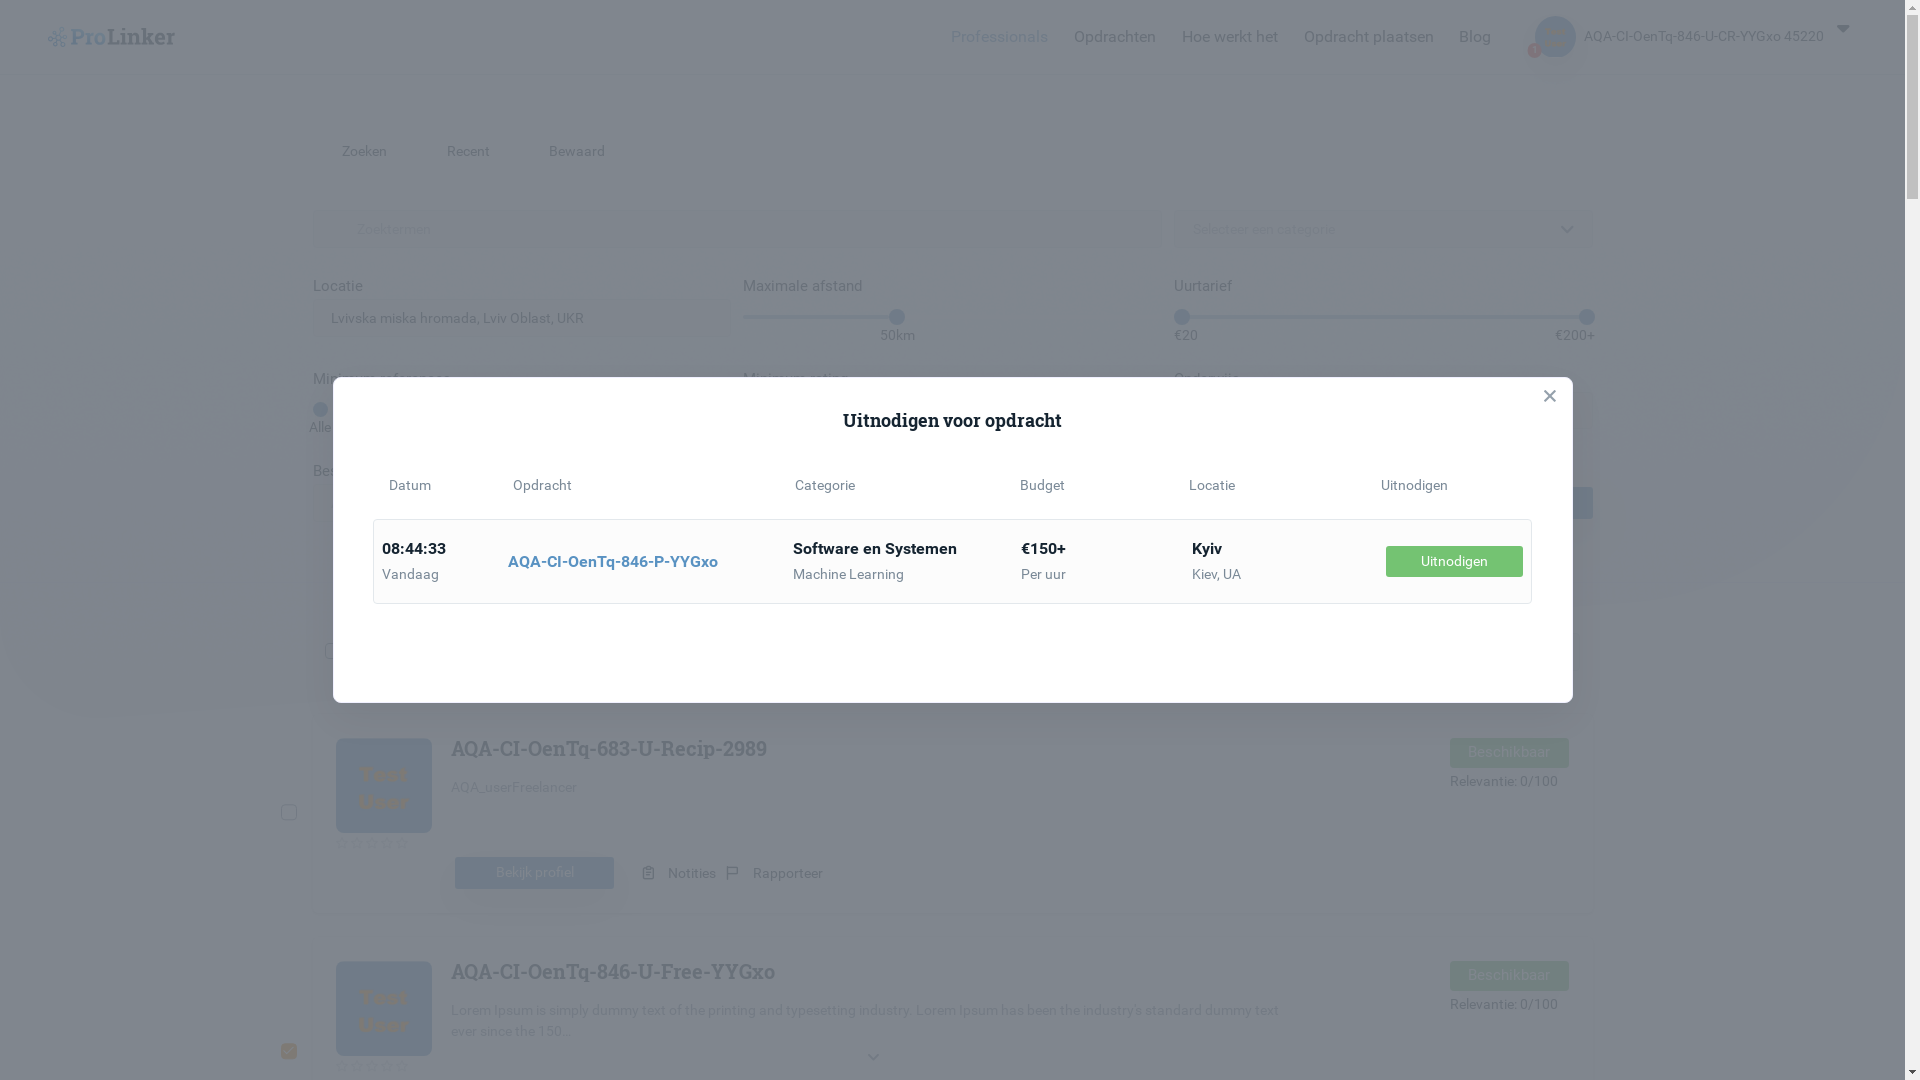 ProLinker
Professionals
Opdrachten
Hoe werkt het
Opdracht plaatsen
Blog
AQA-CI-OenTq-846-U-CR-YYGxo 45220
Zoeken
Recent
Bewaard
Zoektermen
Selecteer een categorie
Locatie
Maximale afstand
Uurtarief
Lvivska miska hromada, Lviv Oblast, UKR
50km
€20
€200+
Alle
Uitnodigen voor opdracht
Datum
Opdracht
Categorie
Budget
Locatie
Uitnodigen
08:44:33
Vandaag
AQA-CI-OenTq-846-P-YYGxo
Software en Systemen
Machine Learning
€150+
Per uur
Kyiv
Kiev, UA
Uitnodigen
Test
User
AQA-CI-OenTq-683-U-Recip-2989
AQA_userFreelancer
Beschikbaar
Relevantie: 0/100
Bekijk profiel
Notities
Rapporteer
Test
User
AQA-CI-OenTq-846-U-Free-YYGxo
Lorem Ipsum is simply dummy text of the printing and typesetting industry. Lorem Ipsum has been the industry's standard dummy text
ever since the 150...
Beschikbaar
Relevantie: 0/100